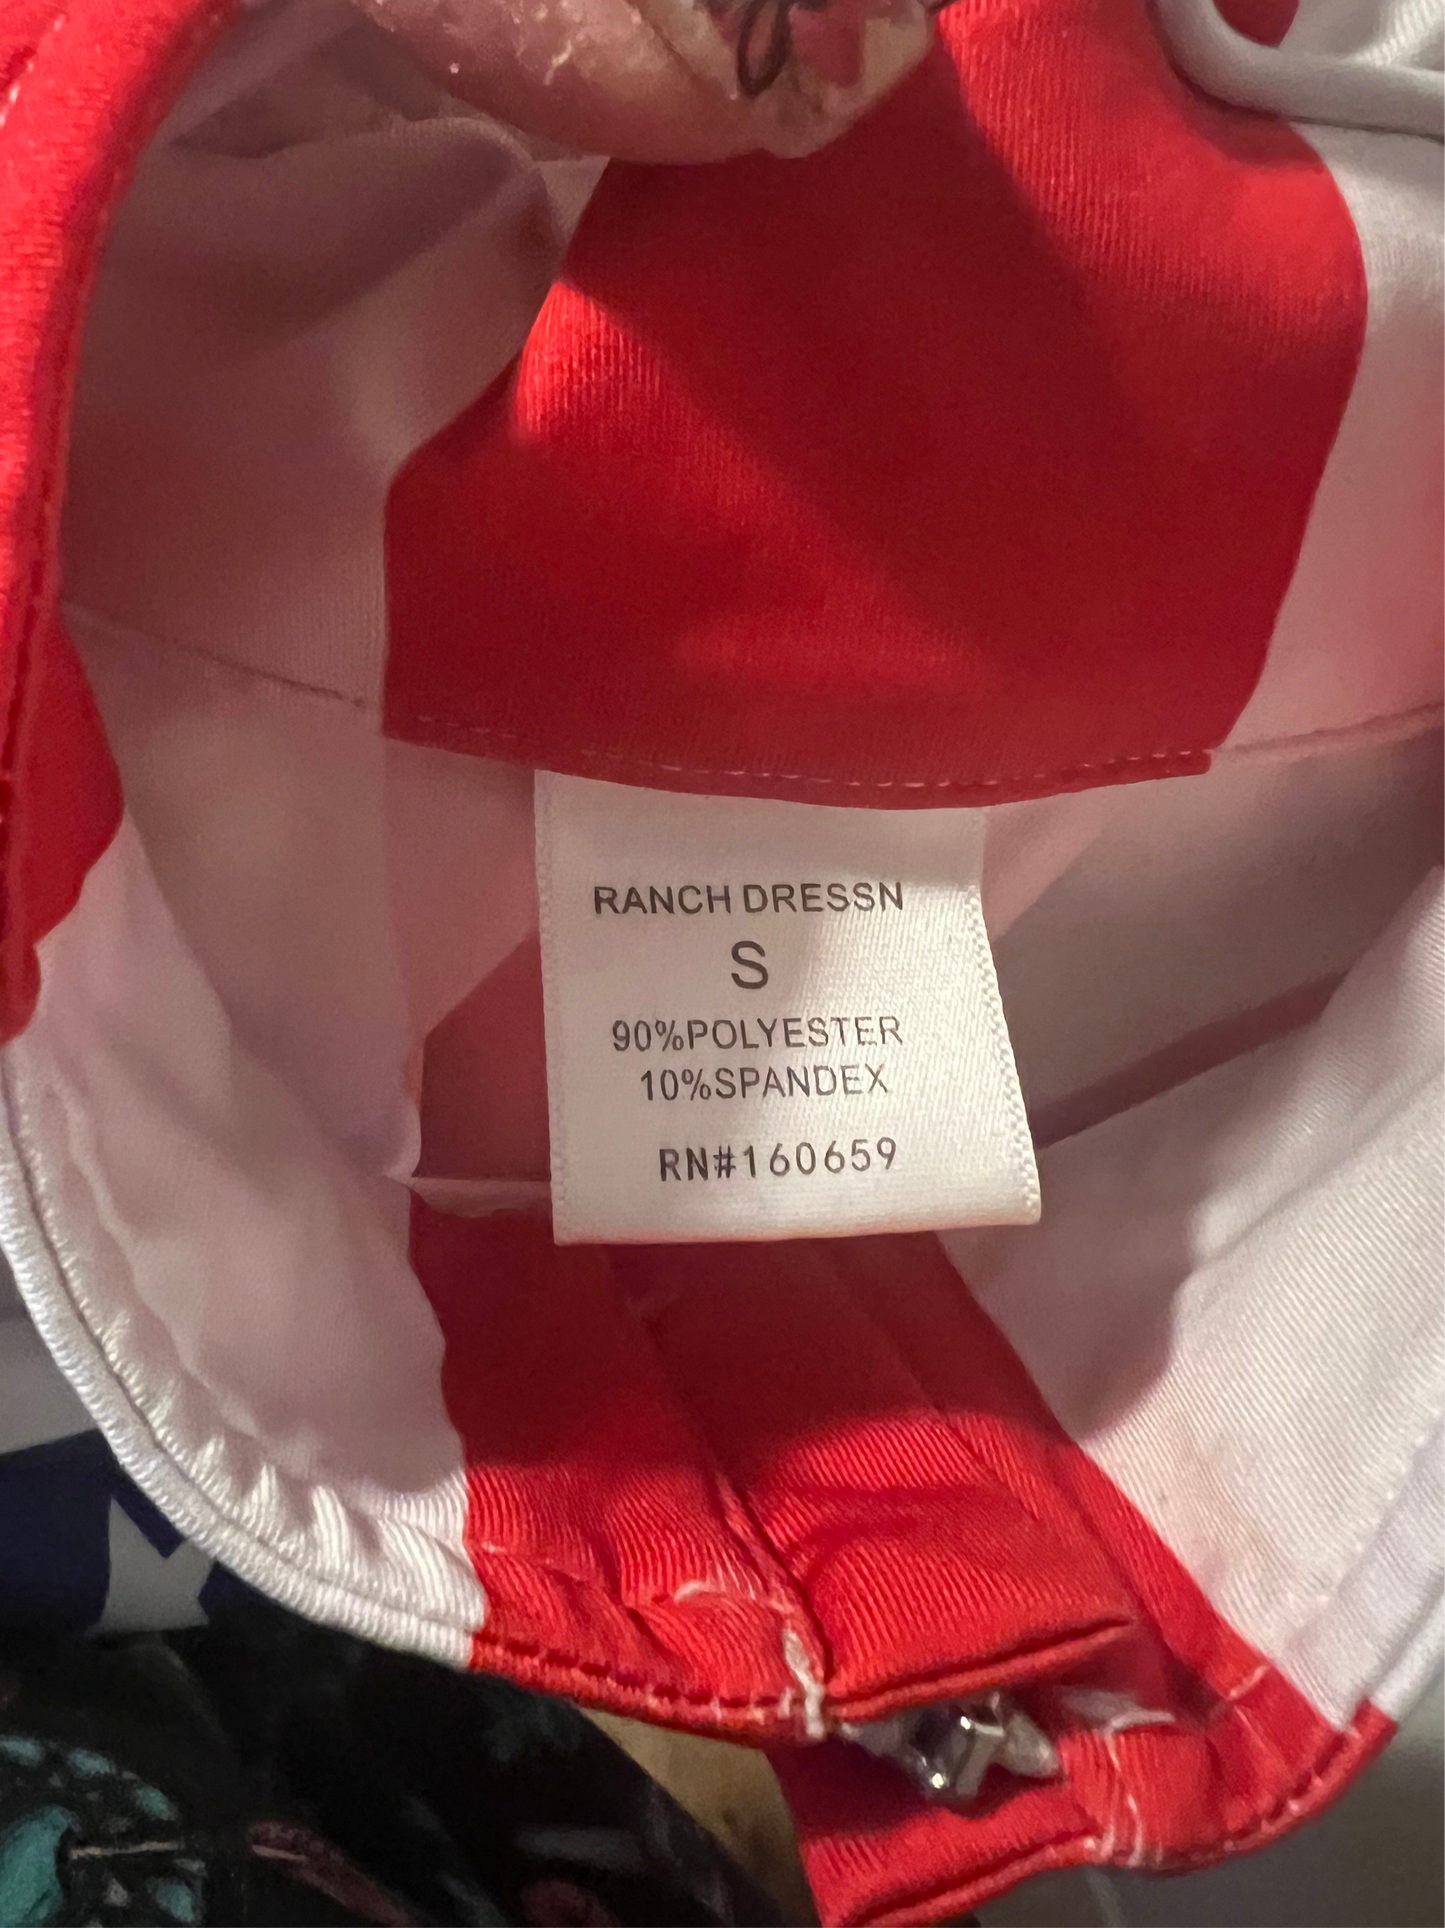 RANCH DRESSN
S
90%POLYESTER
10%SPANDEX
RN#160659